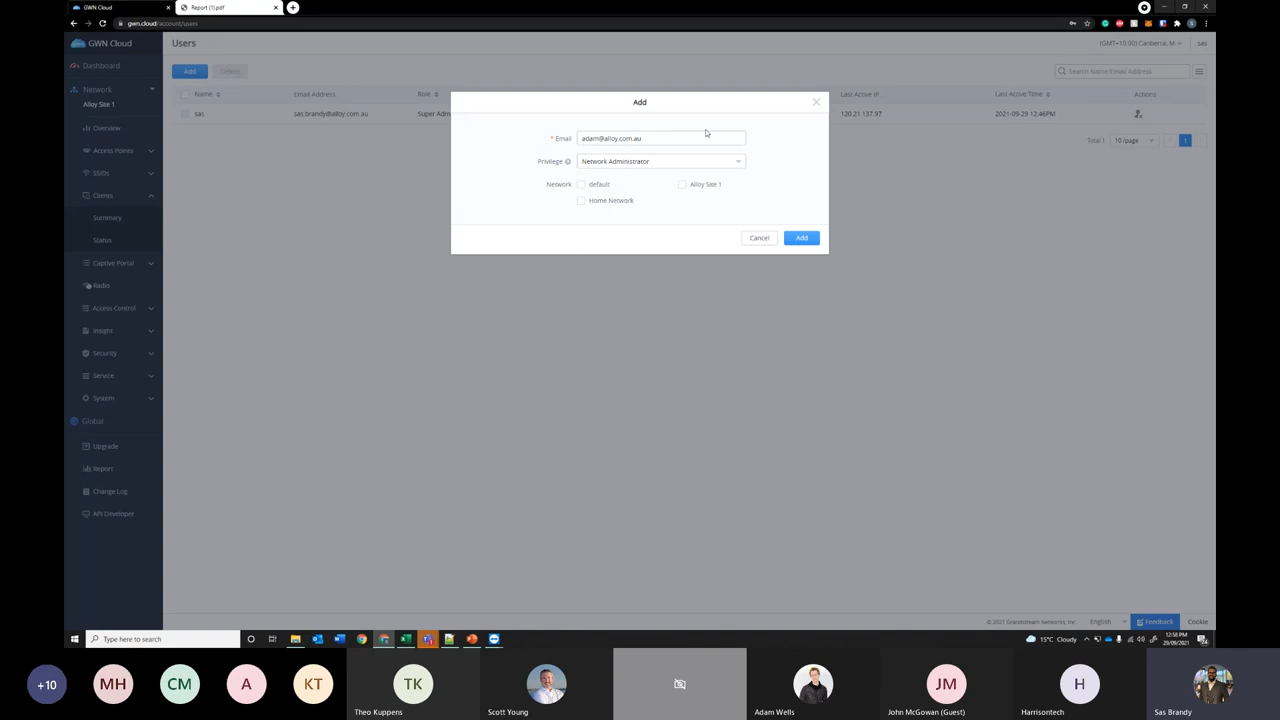 GWN Cloud
Report (1).pdf
gwn.cloud/account/users
GWN Cloud
Users
(GMT+10:00) Canberra, M
sas
Dashboard
Network
Alloy Site 1
Overview
Access Points
SSIDs
Clients
Summary
Status
Captive Portal
Radio
Access Control
Insight
Security
Service
System
Global
Upgrade
Report
Change Log
API Developer
Add
Delete
Search Name/Email Address
Name
Email Address
Role
Last Active IP
Last Active Time
Actions
sas
sas.brandy@alloy.com.au
Super Adm
120.21.137.97
2021-09-29 12:46PM
Total 1
10 /page
1
Add
* Email
adam@alloy.com.au
Privilege
Network Administrator
Network
default
Alloy Site 1
Home Network
Cancel
Add
© 2021 Grandstream Networks, Inc.
English
Feedback
Cookie
Type here to search
15°C Cloudy
12:58 PM
29/09/2021
+10
MH
CM
A
KT
TK
JM
H
Theo Kuppens
Scott Young
Adam Wells
John McGowan (Guest)
Harrisontech
Sas Brandy